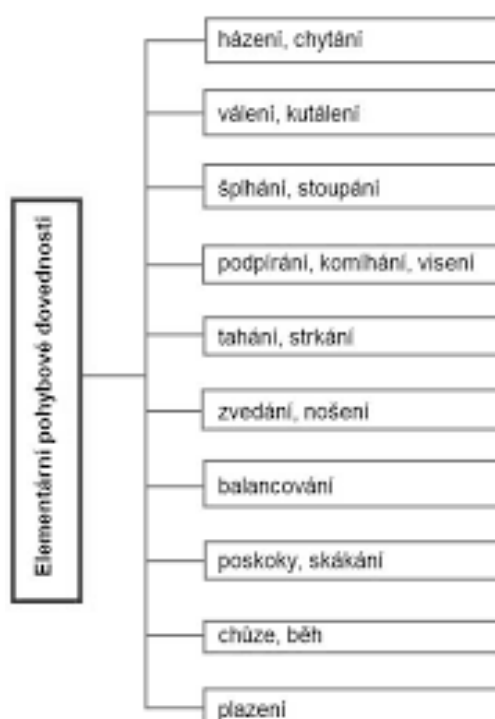 Elementární pohybové dovednosti
házení, chytání
válení, kutálení
šplhání, stoupání
podpírání, komíhání, visení
tahání, strkání
zvedání, nošení
balancování
poskoky, skákání
chůze, běh
plazení